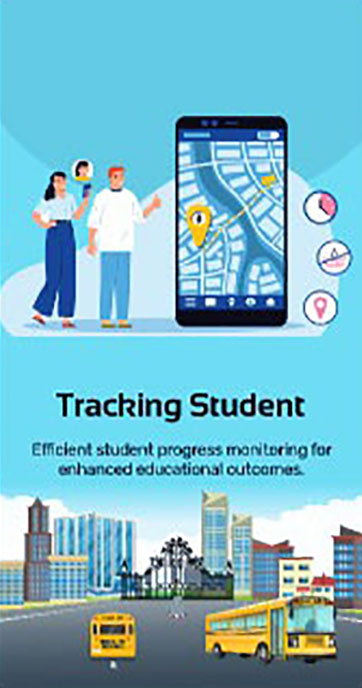 Tracking Student
Efficient student progress monitoring for
enhanced educational outcomes.